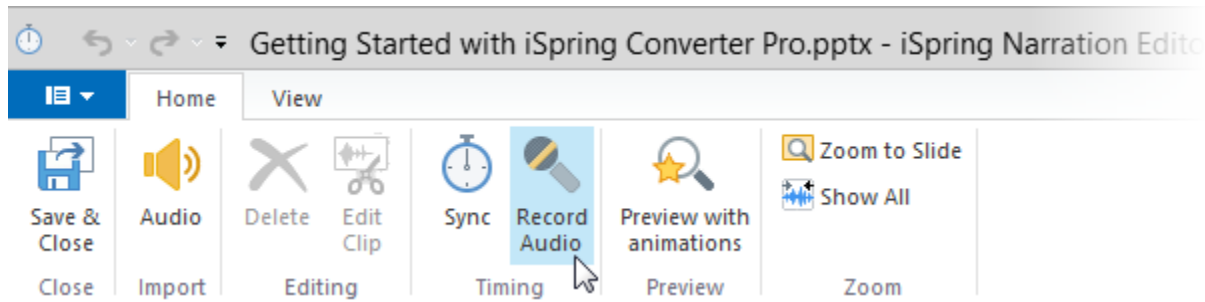 Getting Started with iSpring Converter Pro.pptx - iSpring Narration Edito
Home View
Save & Close
Audio
Delete
Edit Clip
Sync
Record Audio
Preview with animations
Zoom to Slide
Show All
Close Import Editing Timing Preview Zoom